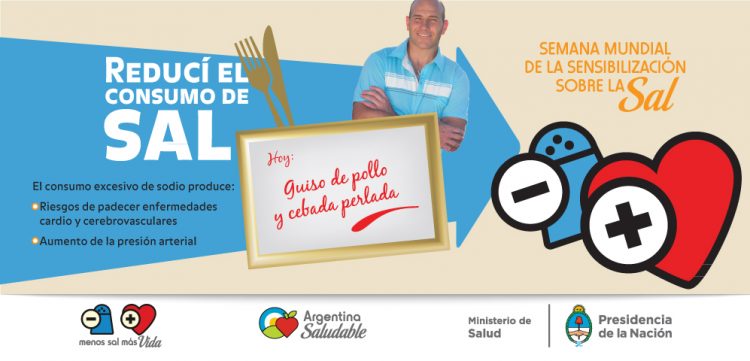 REDUCÍ EL
CONSUMO DE
SAL
El consumo excesivo de sodio produce:
Riesgos de padecer enfermedades
cardio y cerebrovasculares
Aumento de la presión arterial
Hoy:
Guiso de pollo
y cebada perlada
SEMANA MUNDIAL
DE LA SENSIBILIZACIÓN
SOBRE LA
Sal
menos sal más Vida
Argentina
Saludable
Ministerio de
Salud
Presidencia
de la Nación